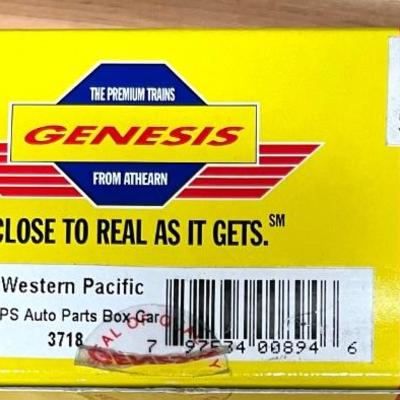 THE PREMIUM TRAINS
GENESIS
FROM ATHEARN
CLOSE TO REAL AS IT GETS.SM
Western Pacific
PS Auto Parts Box Car
3718
7 97534 00894 6